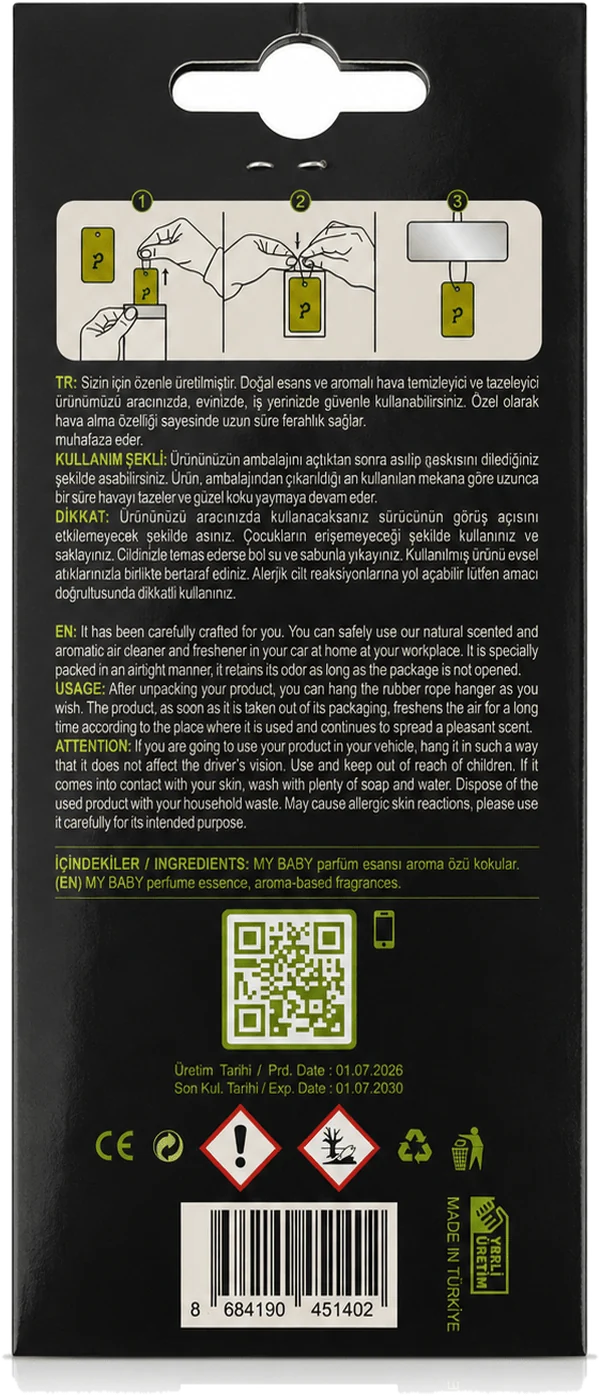 1
2
3
TR: Sizin için özenle üretilmiştir. Doğal esans ve aromalı hava temizleyici ve tazeleyici
ürünümüzü aracınızda, evinizde, iş yerinizde güvenle kullanabilirsiniz. Özel olarak
hava alma özelliği sayesinde uzun süre ferahlık sağlar.
muhafaza eder.
KULLANIM ŞEKLİ: Ürününüzün ambalajını açtıktan sonra asılip qaskısını dilediğiniz
şekilde asabilirsiniz. Ürün, ambalajından çıkarıldığı an kullanılan mekana göre uzunca
bir süre havayı tazeler ve güzel koku yaymaya devam eder.
DİKKAT: Ürününüzü aracınızda kullanacaksanız sürücünün görüş açısını
etkilemeyecek şekilde asınız. Çocukların erişemeyeceği şekilde kullanınız ve
saklayınız. Cildinizle temas ederse bol su ve sabunla yıkayınız. Kullanılmış ürünü evsel
atıklarınızla birlikte bertaraf ediniz. Alerjik cilt reaksiyonlarına yol açabilir lütfen amacı
doğrultusunda dikkatli kullanınız.
EN: It has been carefully crafted for you. You can safely use our natural scented and
aromatic air cleaner and freshener in your car at home at your workplace. It is specially
packed in an airtight manner, it retains its odor as long as the package is not opened.
USAGE: After unpacking your product, you can hang the rubber rope hanger as you
wish. The product, as soon as it is taken out of its packaging, freshens the air for a long
time according to the place where it is used and continues to spread a pleasant scent.
ATTENTION: If you are going to use your product in your vehicle, hang it in such a way
that it does not affect the driver's vision. Use and keep out of reach of children. If it
comes into contact with your skin, wash with plenty of soap and water. Dispose of the
used product with your household waste. May cause allergic skin reactions, please use
it carefully for its intended purpose.
İÇİNDEKİLER / INGREDIENTS: MY BABY parfüm esansı aroma özü kokular.
(EN) MY BABY perfume essence, aroma-based fragrances.
Üretim Tarihi / Prd. Date : 01.07.2026
Son Kul. Tarihi / Exp. Date : 01.07.2030
CE
YRRLİ
ÜRETİM
MADE IN TÜRKİYE
8 684190 451402